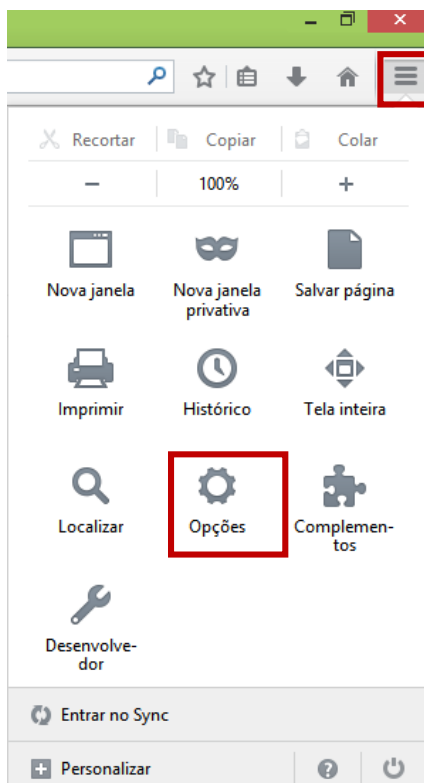 Recortar Copiar Colar
− 100% +
Nova janela Nova janela Salvar página
privativa
Imprimir Histórico Tela inteira
Localizar Opções Complemen-
tos
Desenvolve-
dor
Entrar no Sync
Personalizar ?